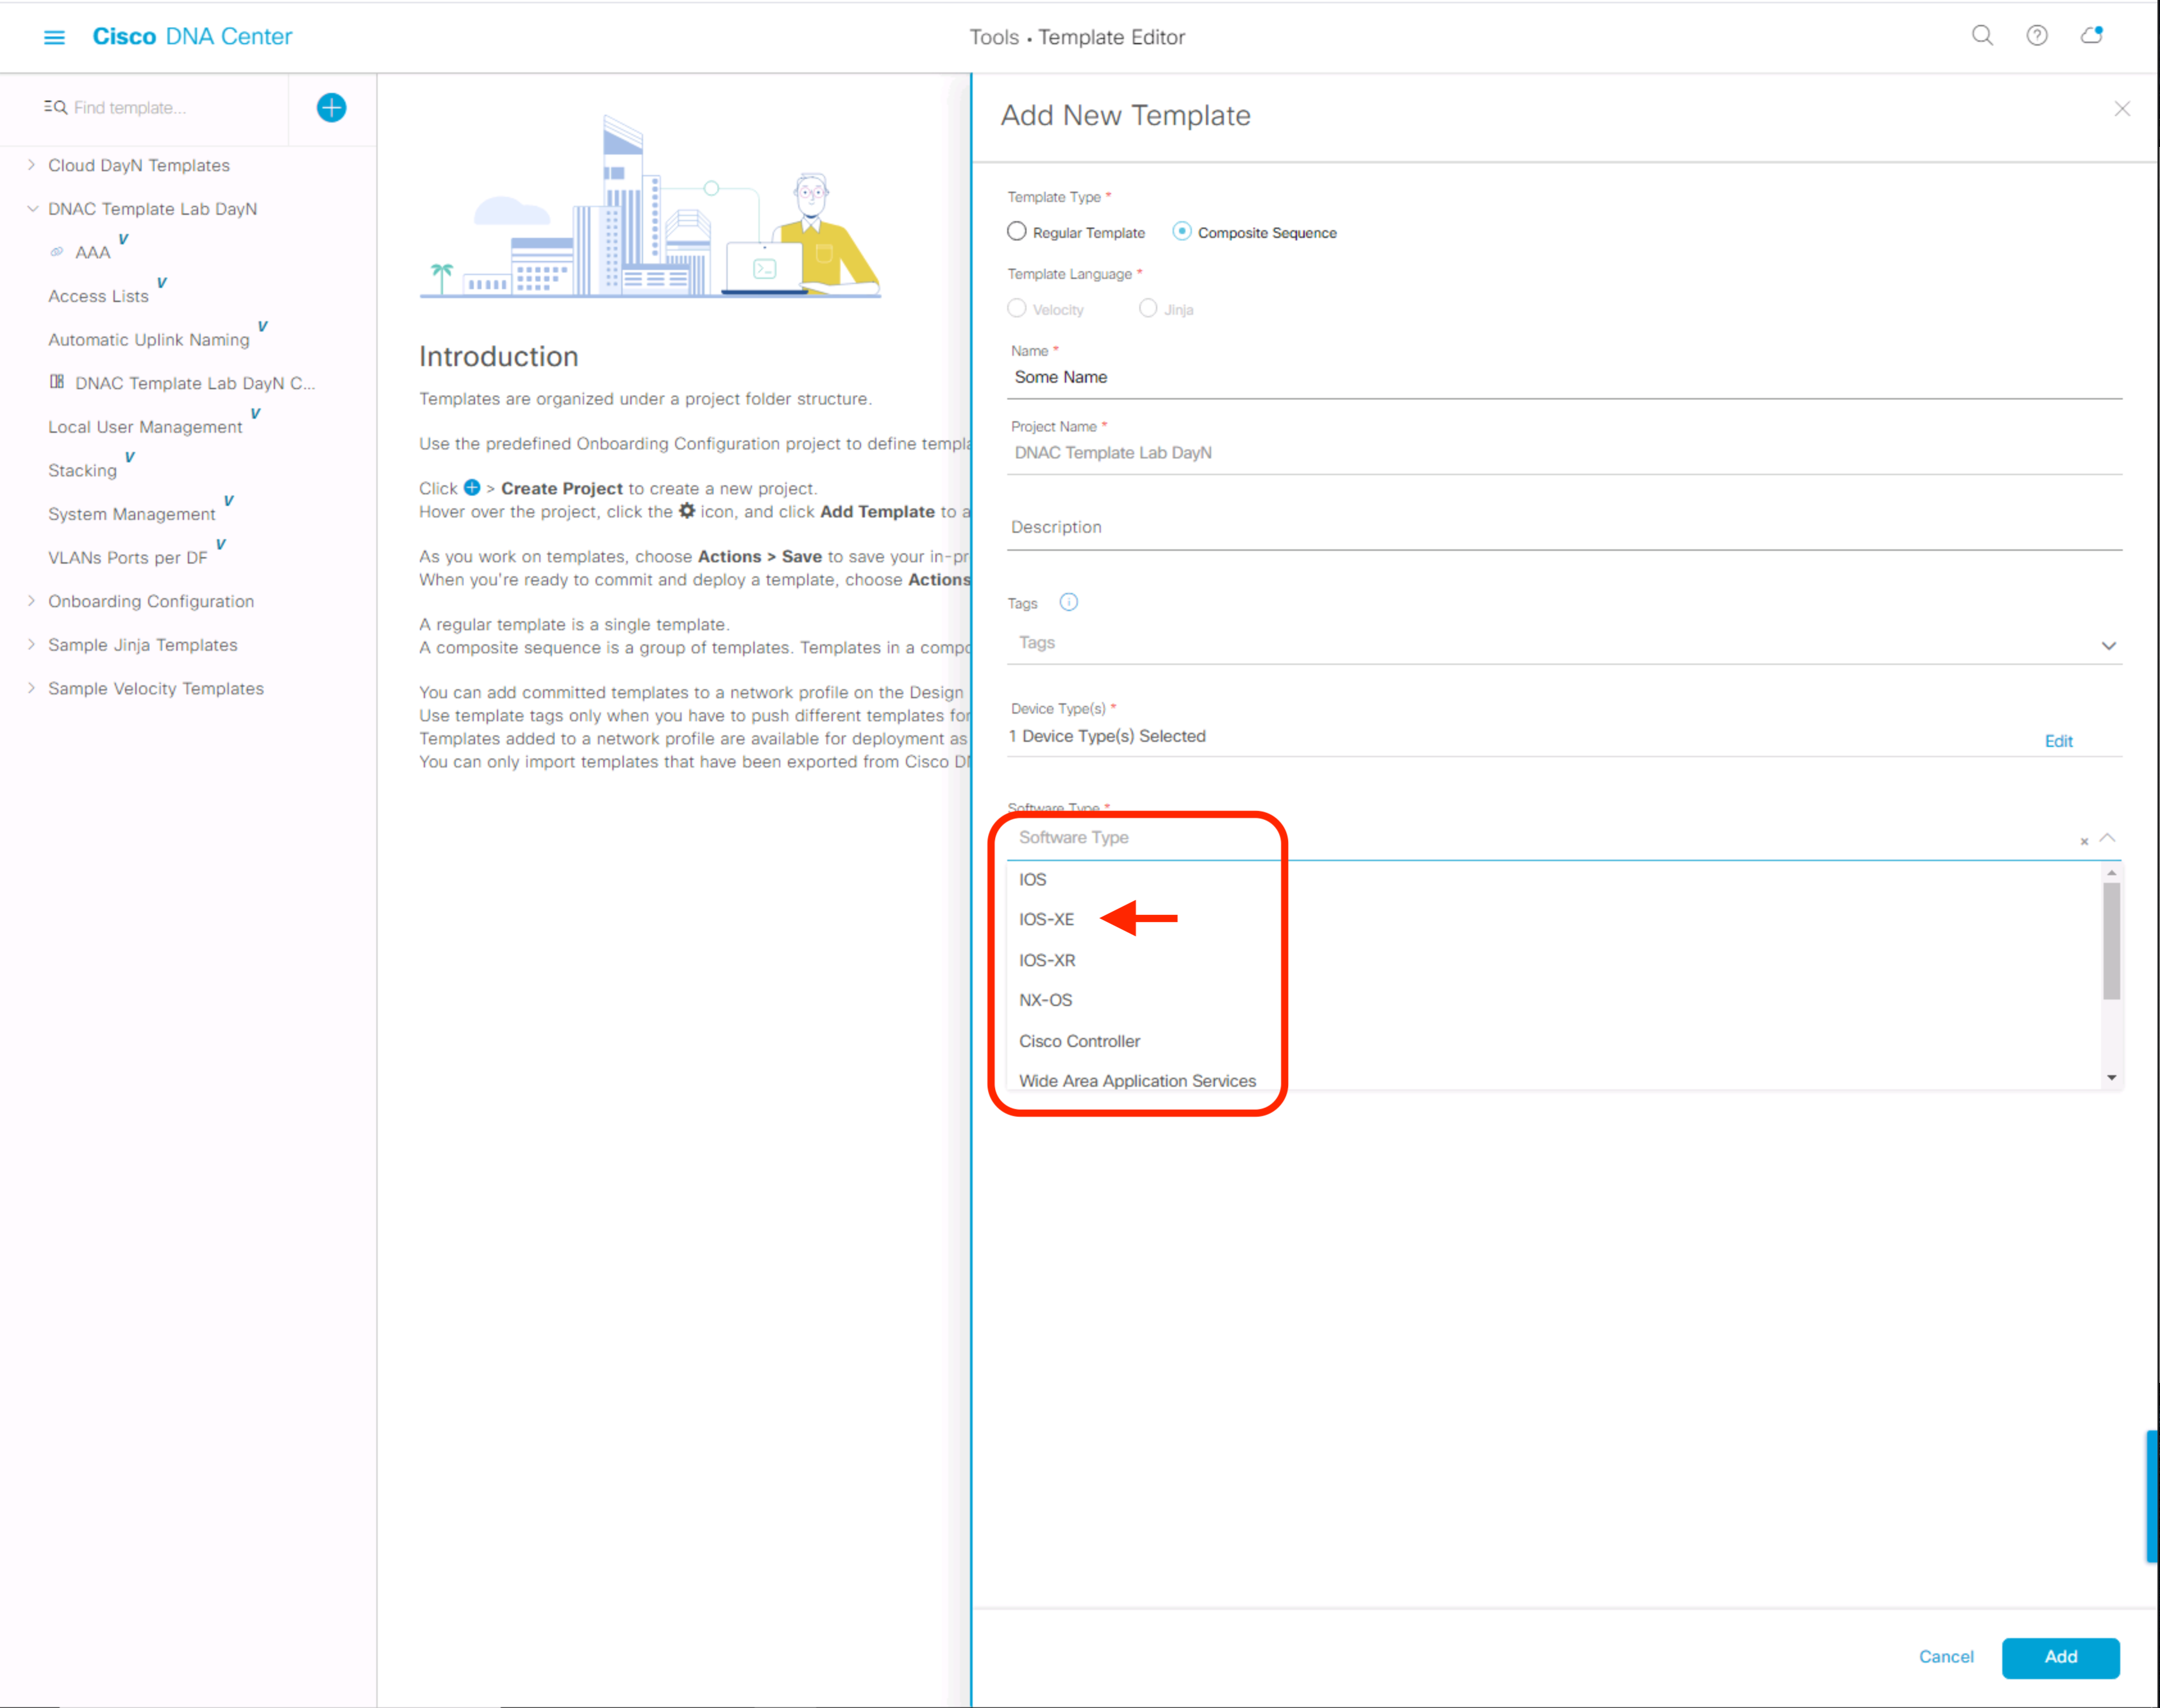 Cisco DNA Center
Tools • Template Editor
Find template...
Cloud DayN Templates
DNAC Template Lab DayN
AAA V
Access Lists V
Automatic Uplink Naming V
DNAC Template Lab DayN C...
Local User Management V
Stacking V
System Management V
VLANs Ports per DF V
Onboarding Configuration
Sample Jinja Templates
Sample Velocity Templates
Introduction
Templates are organized under a project folder structure.
Use the predefined Onboarding Configuration project to define templa
Click > Create Project to create a new project.
Hover over the project, click the icon, and click Add Template to a
As you work on templates, choose Actions > Save to save your in-pr
When you're ready to commit and deploy a template, choose Actions
A regular template is a single template.
A composite sequence is a group of templates. Templates in a compo
You can add committed templates to a network profile on the Design
Use template tags only when you have to push different templates for
Templates added to a network profile are available for deployment as
You can only import templates that have been exported from Cisco DN
Add New Template
Template Type *
Regular Template Composite Sequence
Template Language *
Velocity Jinja
Name *
Some Name
Project Name *
DNAC Template Lab DayN
Description
Tags
Tags
Device Type(s) *
1 Device Type(s) Selected
Edit
Software Type *
Software Type
IOS
IOS-XE
IOS-XR
NX-OS
Cisco Controller
Wide Area Application Services
Cancel Add